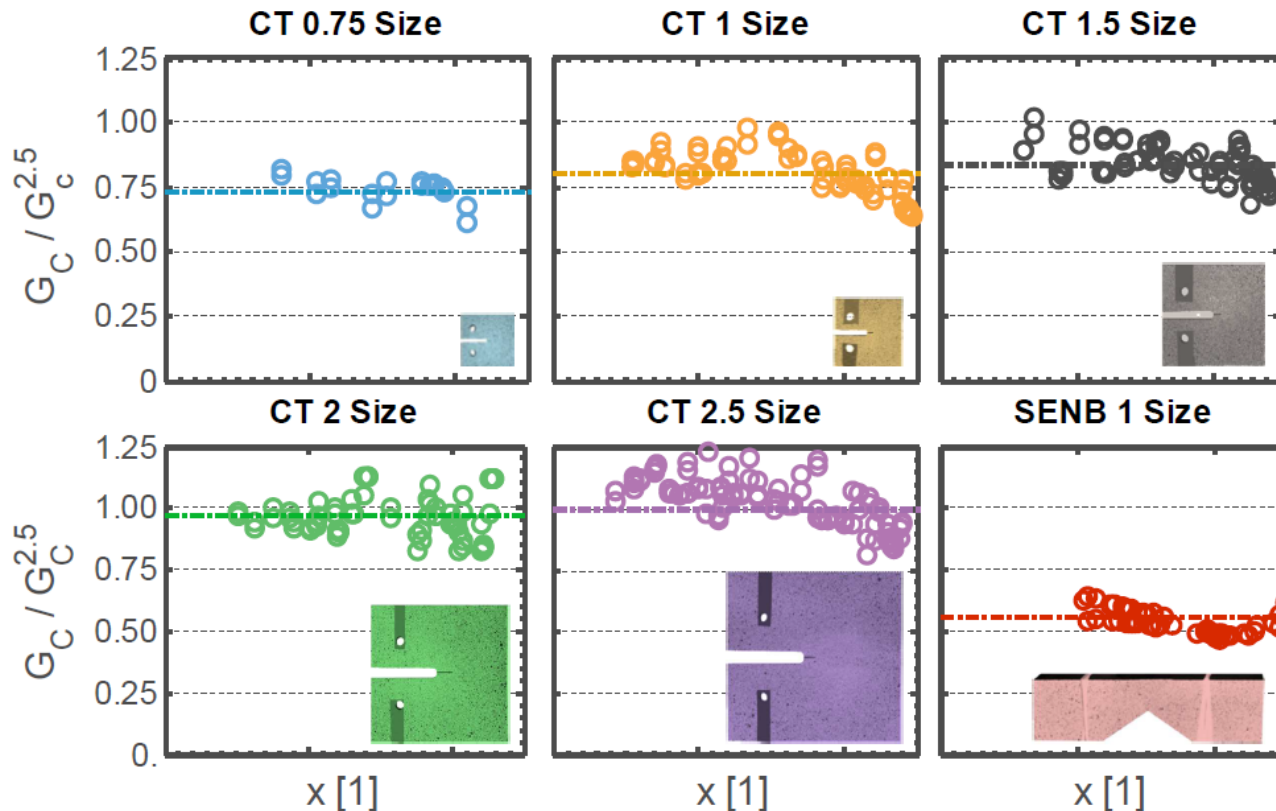 CT 0.75 Size CT 1 Size CT 1.5 Size
1.25
1.00
0.75
0.50
0.25
0
G_C / G_c^2.5
CT 2 Size CT 2.5 Size SENB 1 Size
1.25
1.00
0.75
0.50
0.25
0.
G_C / G_C^2.5
x [1] x [1] x [1]